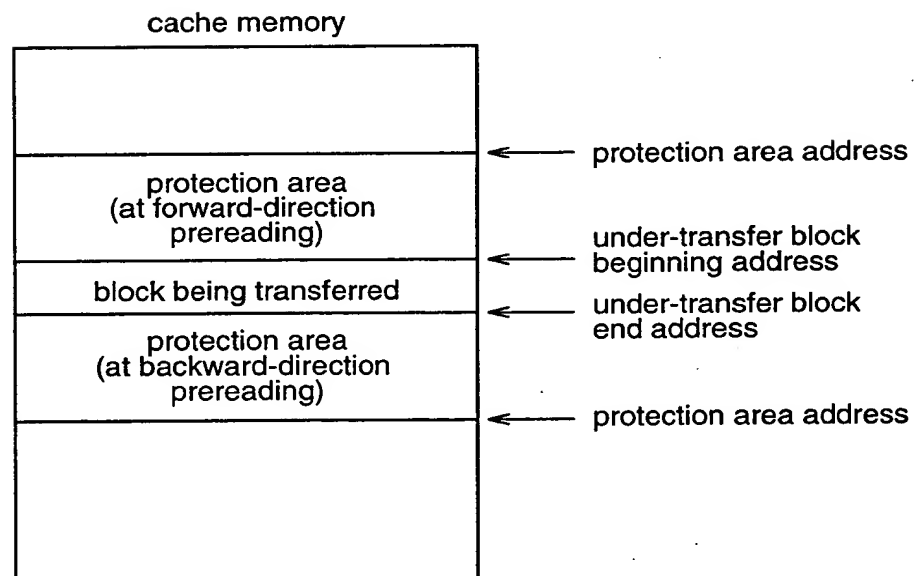 cache memory
protection area address
protection area
(at forward-direction
prereading)
under-transfer block
beginning address
block being transferred
under-transfer block
end address
protection area
(at backward-direction
prereading)
protection area address